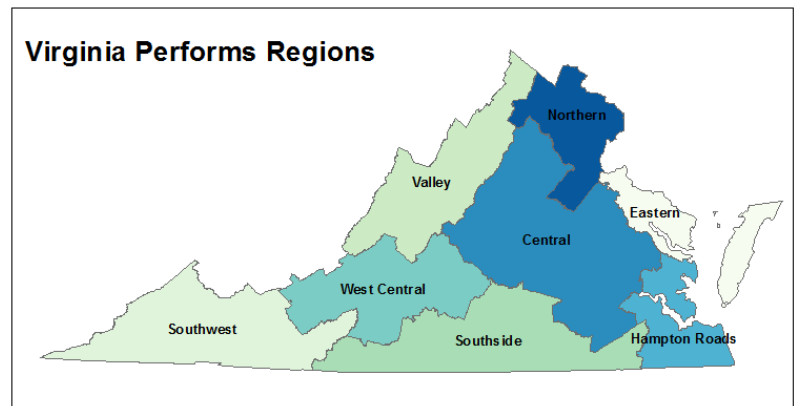 Virginia Performs Regions
Northern
Valley
Eastern
Central
West Central
Southwest
Southside
Hampton Roads